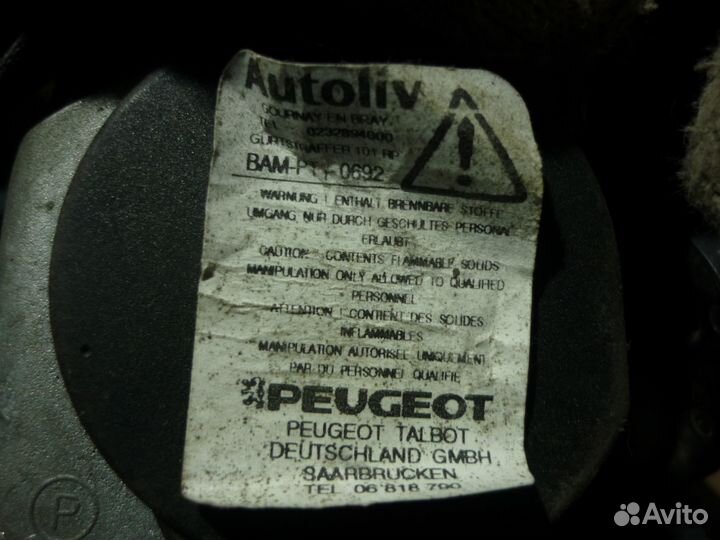 Autoliv
GOURNAY EN BRAY
TEL 0232894000
GURTSTRAFFER 101 RP
BAM-PT1-0692
WARNUNG ! ENTHALT BRENNBARE STOFFE
UMGANG NUR DURCH GESCHULTES PERSONAL
ERLAUBT
CAUTION CONTENTS FLAMMABLE SOLIDS
MANIPULATION ONLY ALLOWED TO QUALIFIED
PERSONNEL
ATTENTION ! CONTIENT DES SOLIDES
INFLAMMABLES
MANIPULATION AUTORISEE UNIQUEMENT
PAR DU PERSONNEL QUALIFIE
PEUGEOT
PEUGEOT TALBOT
DEUTSCHLAND GMBH
SAARBRUCKEN
TEL 06 818 790
P
Avito